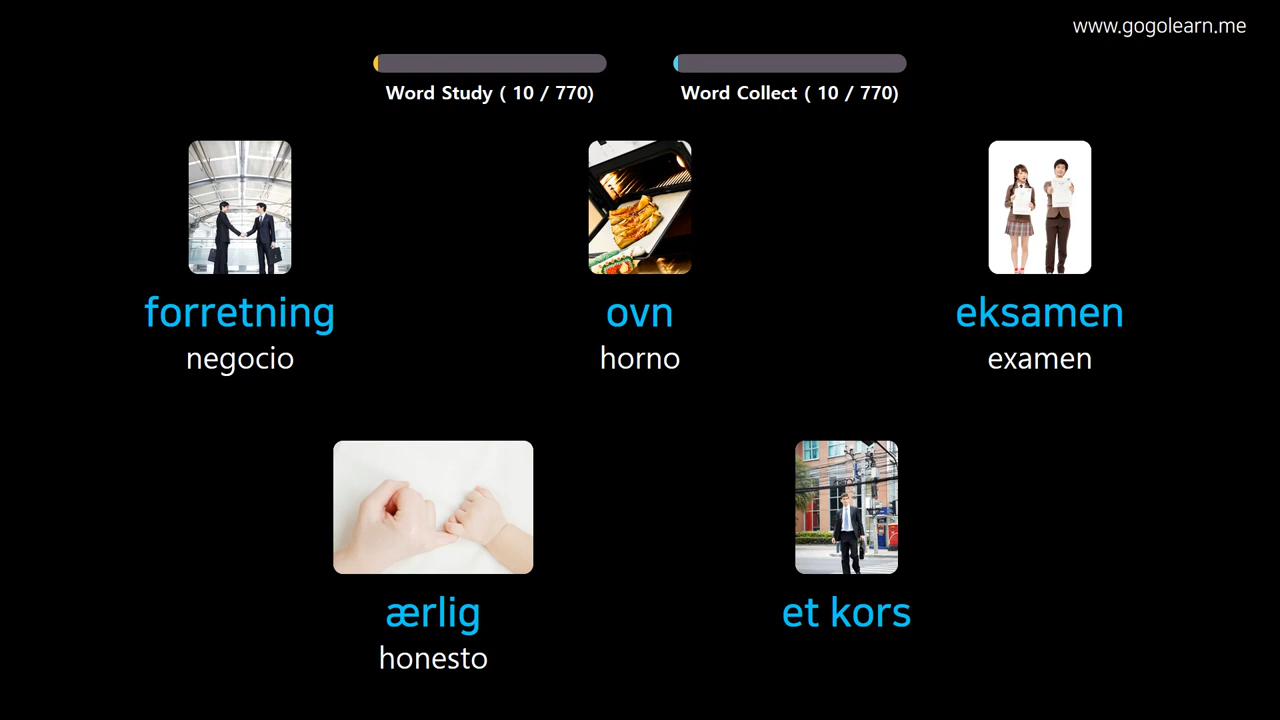 www.gogolearn.me
Word Study ( 10 / 770)
Word Collect ( 10 / 770)
forretning
negocio
ovn
horno
eksamen
examen
ærlig
honesto
et kors